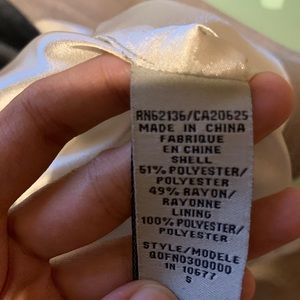 RN62136/CA20625
MADE IN CHINA
FABRIQUE
EN CHINE
SHELL
51% POLYESTER/
POLYESTER
49% RAYON/
RAYONNE
LINING
100% POLYESTER/
POLYESTER
STYLE/MODELE
QOFN0300000
IN 10677
S